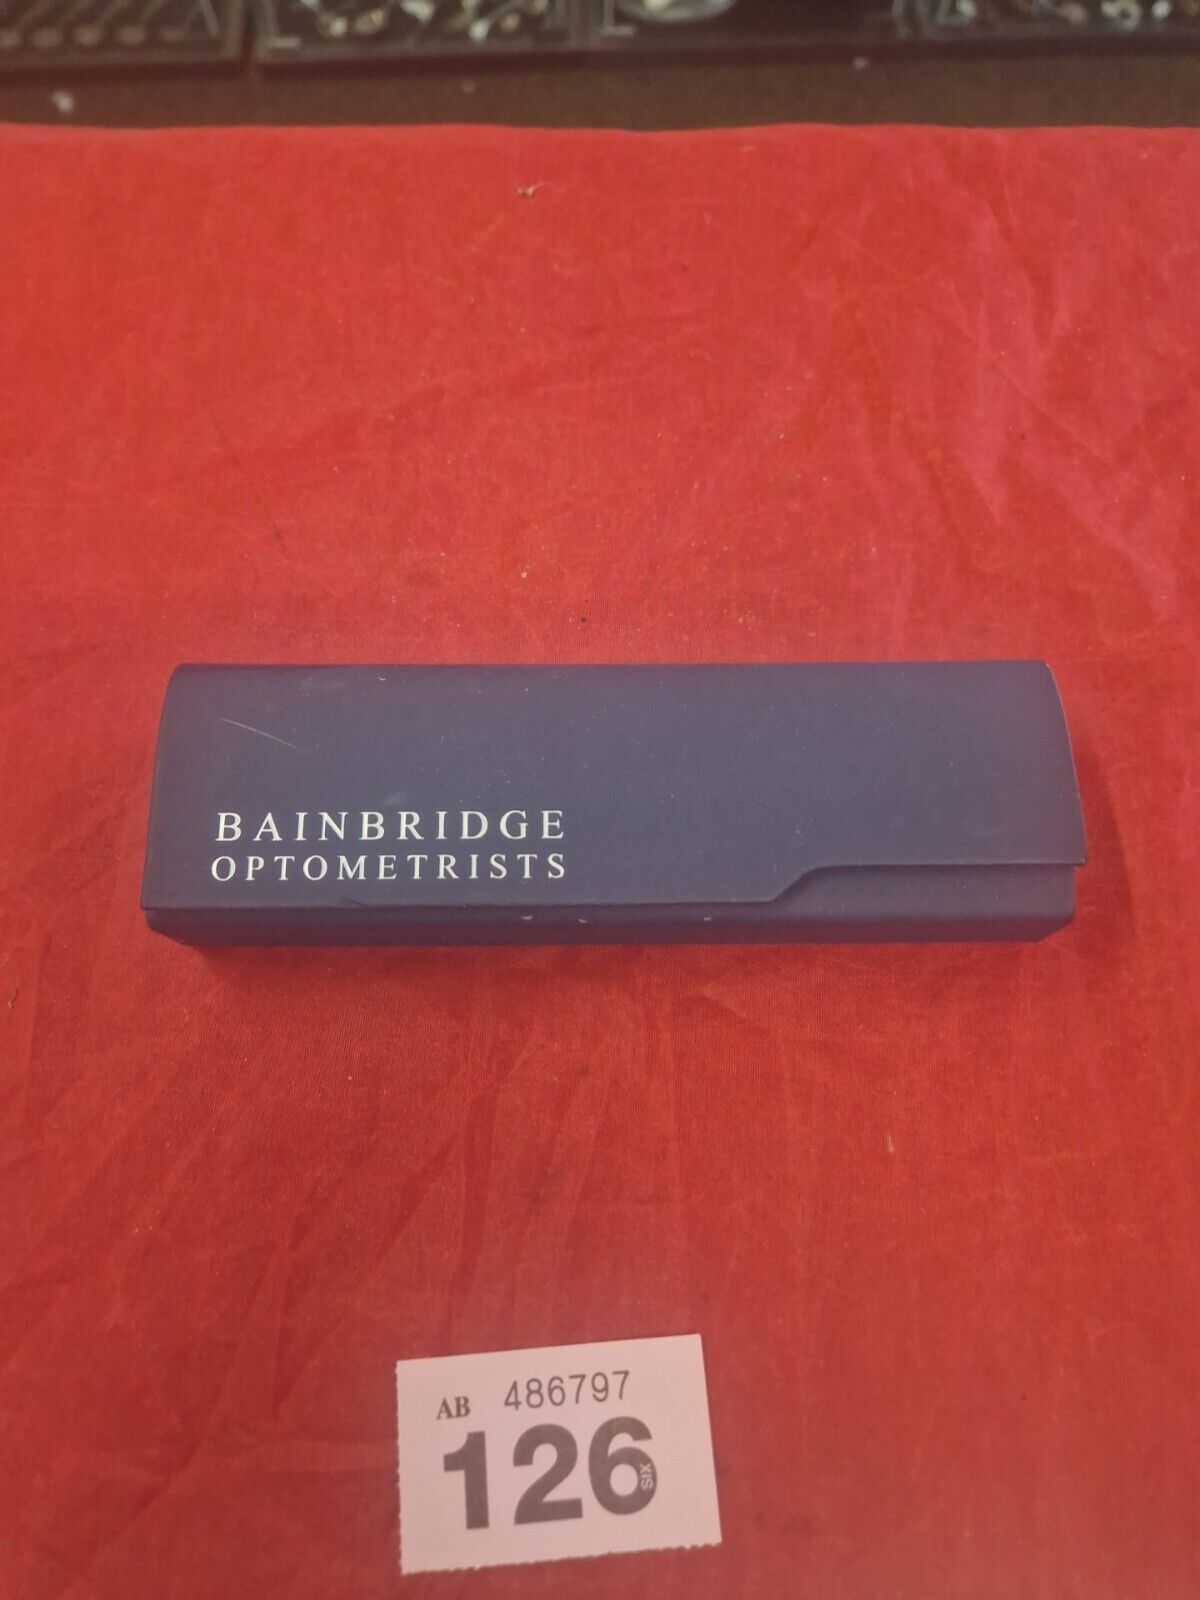 BAINBRIDGE
OPTOMETRISTS
AB 486797
126
SIX